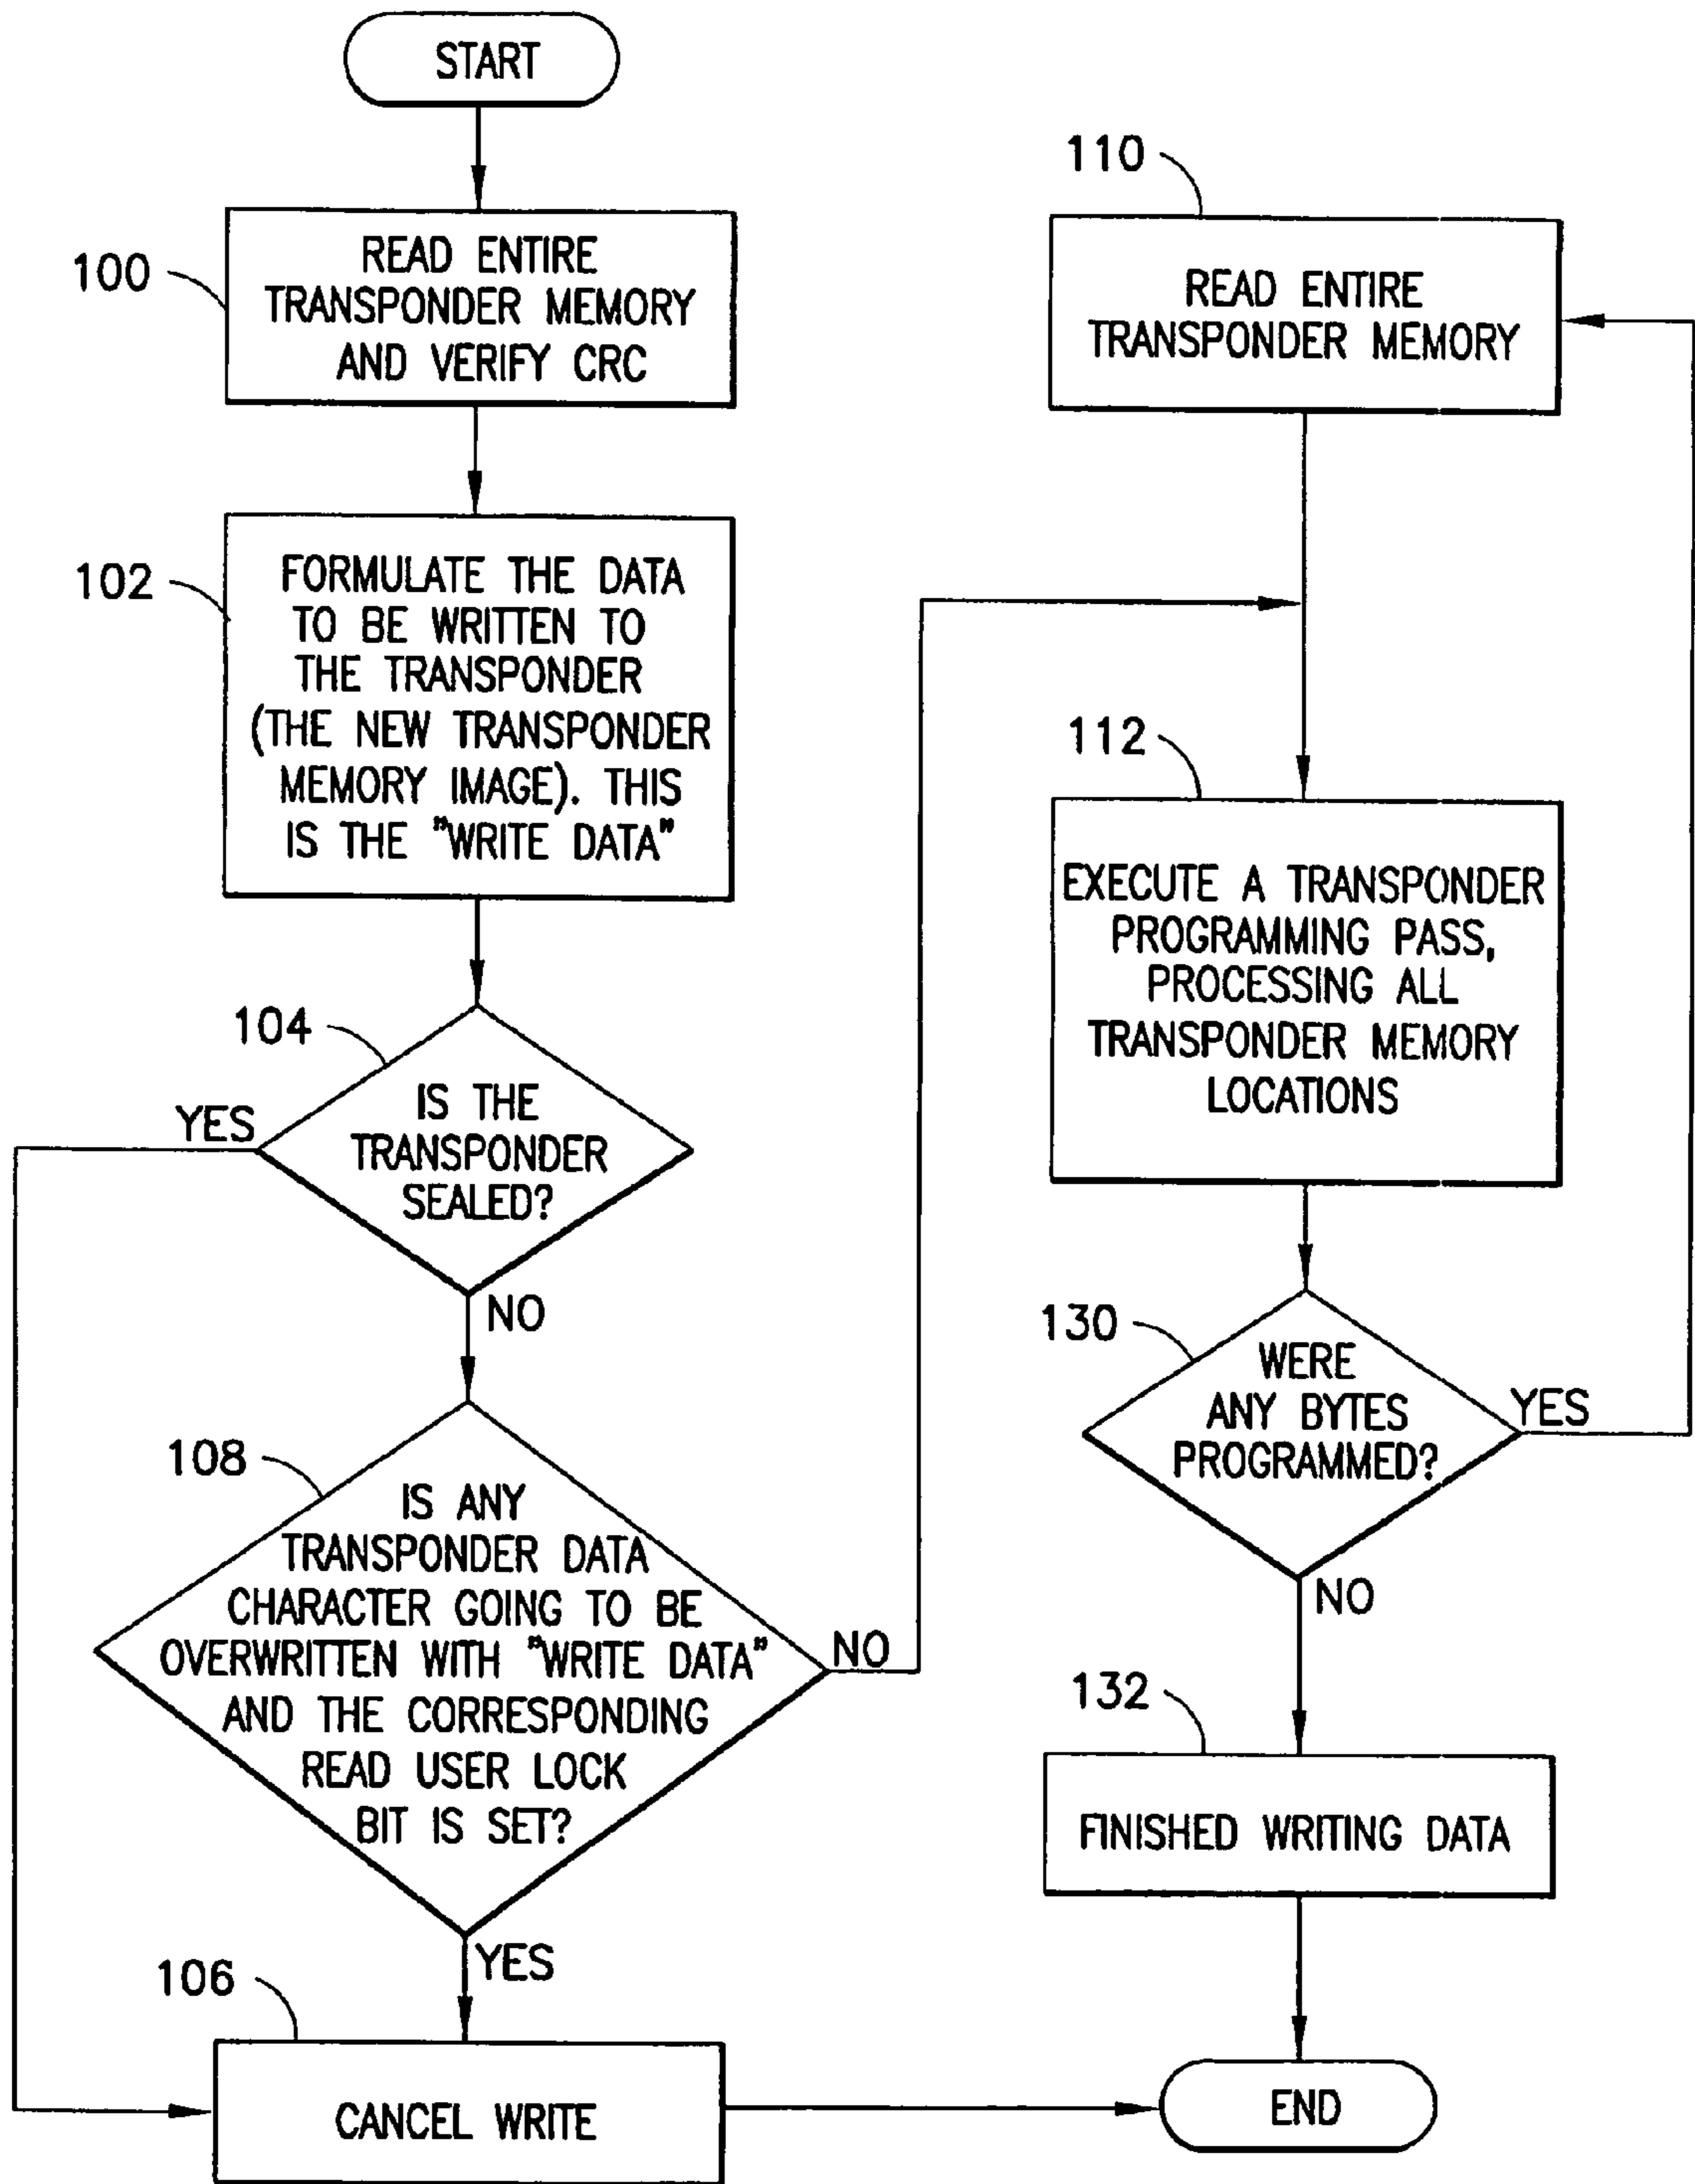 START
100
READ ENTIRE
TRANSPONDER MEMORY
AND VERIFY CRC
102
FORMULATE THE DATA
TO BE WRITTEN TO
THE TRANSPONDER
(THE NEW TRANSPONDER
MEMORY IMAGE). THIS
IS THE "WRITE DATA"
104
IS THE
TRANSPONDER
SEALED?
YES
NO
108
IS ANY
TRANSPONDER DATA
CHARACTER GOING TO BE
OVERWRITTEN WITH "WRITE DATA"
AND THE CORRESPONDING
READ USER LOCK
BIT IS SET?
NO
YES
106
CANCEL WRITE
110
READ ENTIRE
TRANSPONDER MEMORY
112
EXECUTE A TRANSPONDER
PROGRAMMING PASS,
PROCESSING ALL
TRANSPONDER MEMORY
LOCATIONS
130
WERE
ANY BYTES
PROGRAMMED?
YES
NO
132
FINISHED WRITING DATA
END